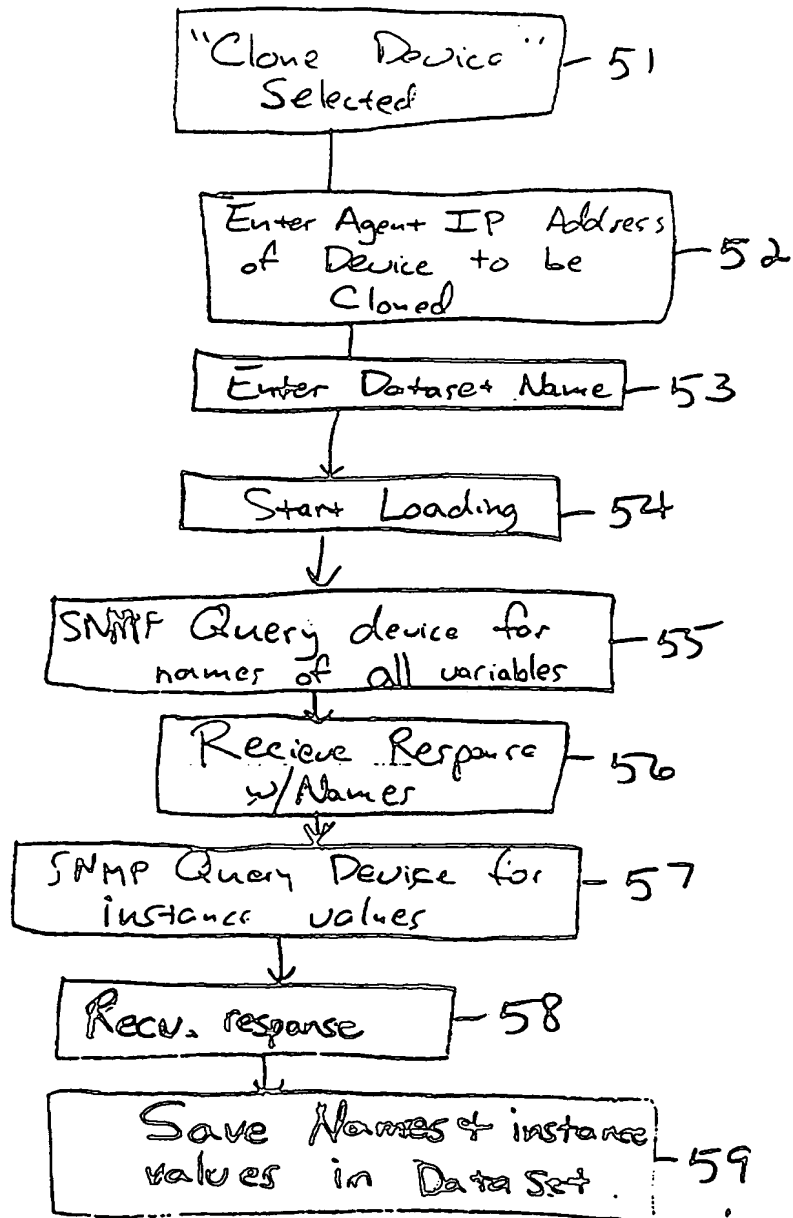 "Clone Device"
Selected
51
Enter Agent IP Address
of Device to be
Cloned
52
Enter Dataset Name
53
Start Loading
54
SNMP Query device for
names of all variables
55
Recieve Response
w/Names
56
SNMP Query Device for
instance values
57
Recv. response
58
Save Names + instance
values in Data Set.
59